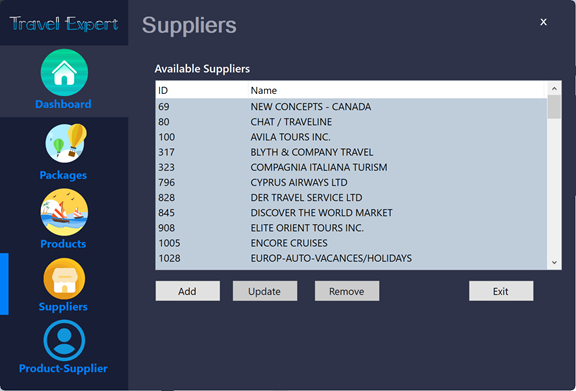 Travel Expert
Suppliers
x
Dashboard
Packages
Products
Suppliers
Product-Supplier
Available Suppliers
ID Name
69 NEW CONCEPTS - CANADA
80 CHAT / TRAVELINE
100 AVILA TOURS INC.
317 BLYTH & COMPANY TRAVEL
323 COMPAGNIA ITALIANA TURISM
796 CYPRUS AIRWAYS LTD
828 DER TRAVEL SERVICE LTD
845 DISCOVER THE WORLD MARKET
908 ELITE ORIENT TOURS INC.
1005 ENCORE CRUISES
1028 EUROP-AUTO-VACANCES/HOLIDAYS
Add Update Remove Exit